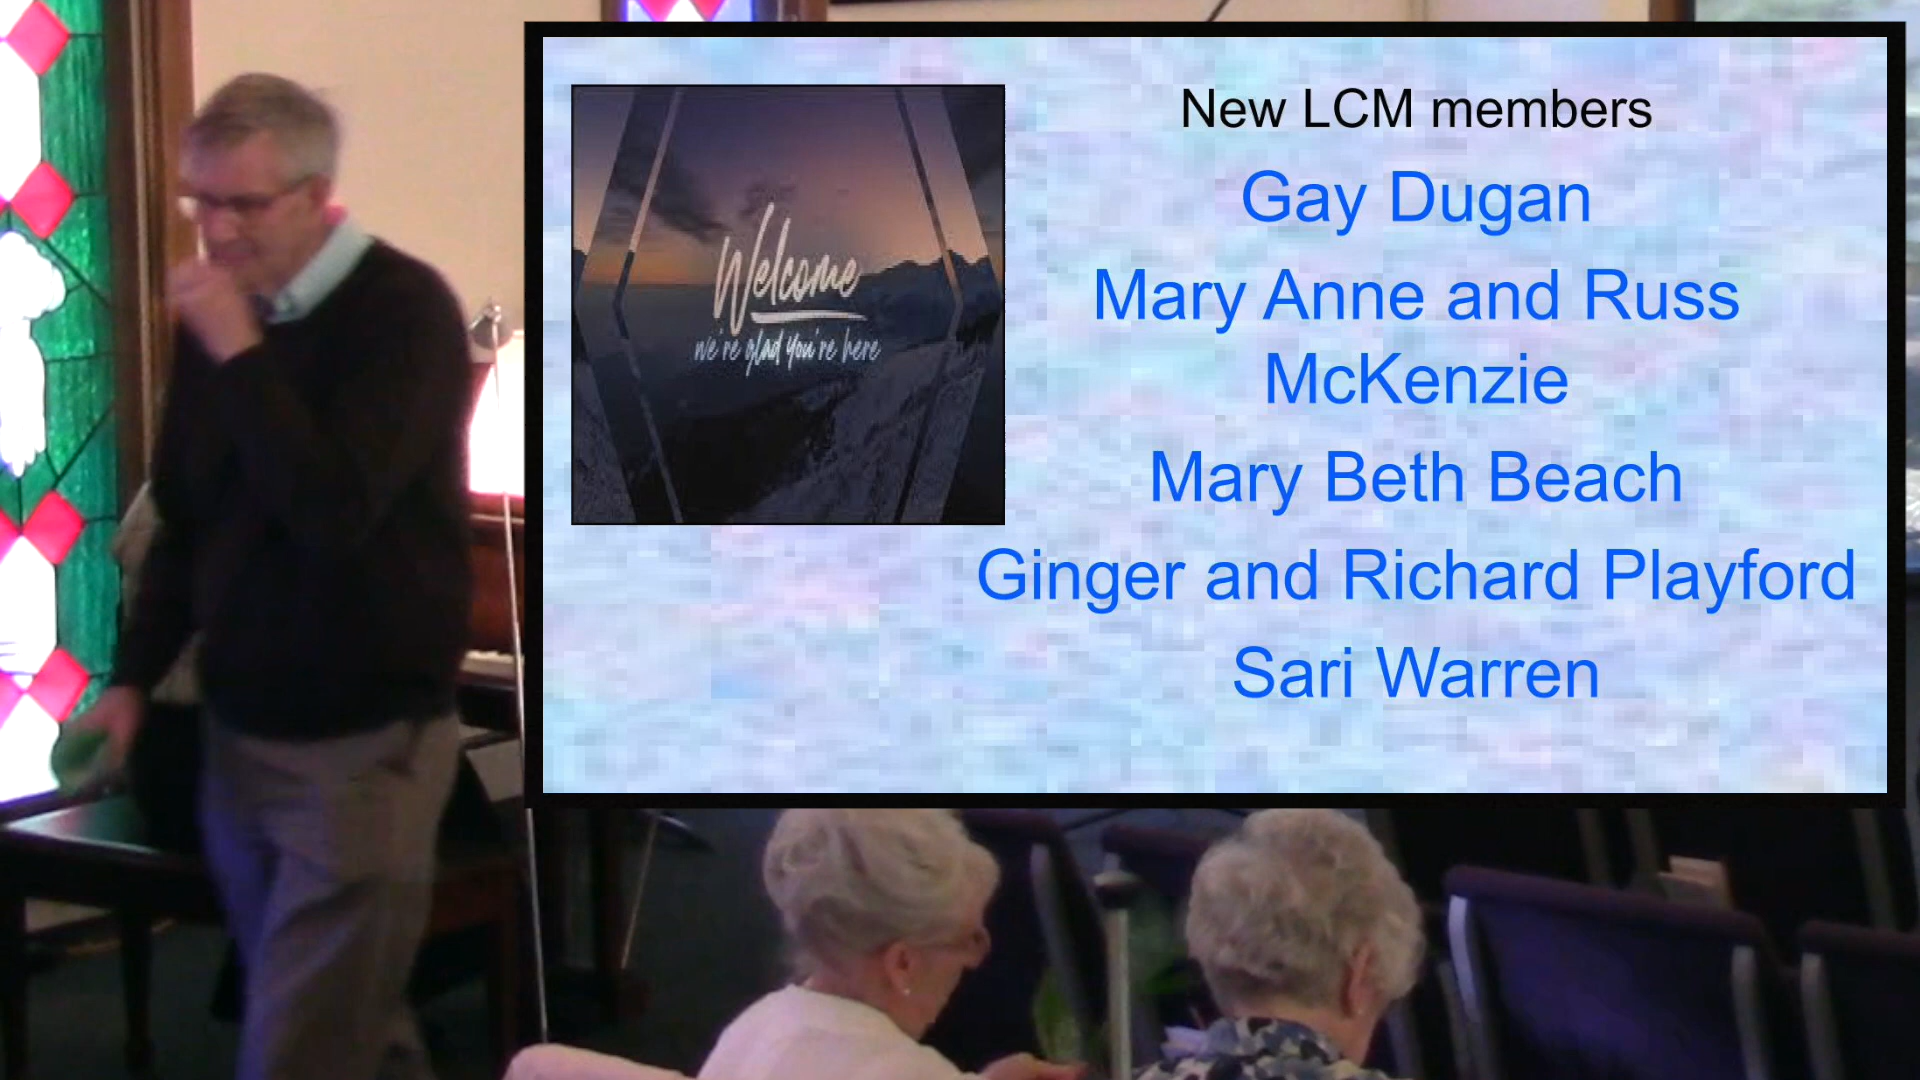 New LCM members
Gay Dugan
Mary Anne and Russ
McKenzie
Mary Beth Beach
Ginger and Richard Playford
Sari Warren
Welcome
we're glad you're here